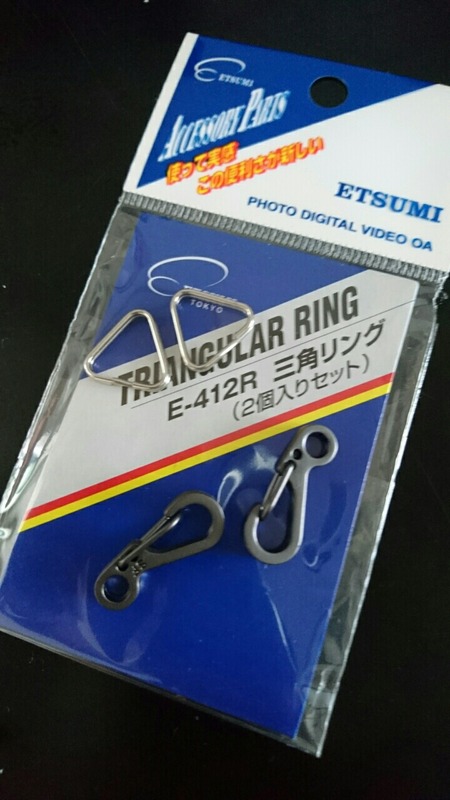 ETSUMI
ACCESSORY PARTS
使って実感
この便利さが新しい
ETSUMI
PHOTO DIGITAL VIDEO OA
TOKYO
TRIANGULAR RING
E-412R 三角リング
(2個入りセット)